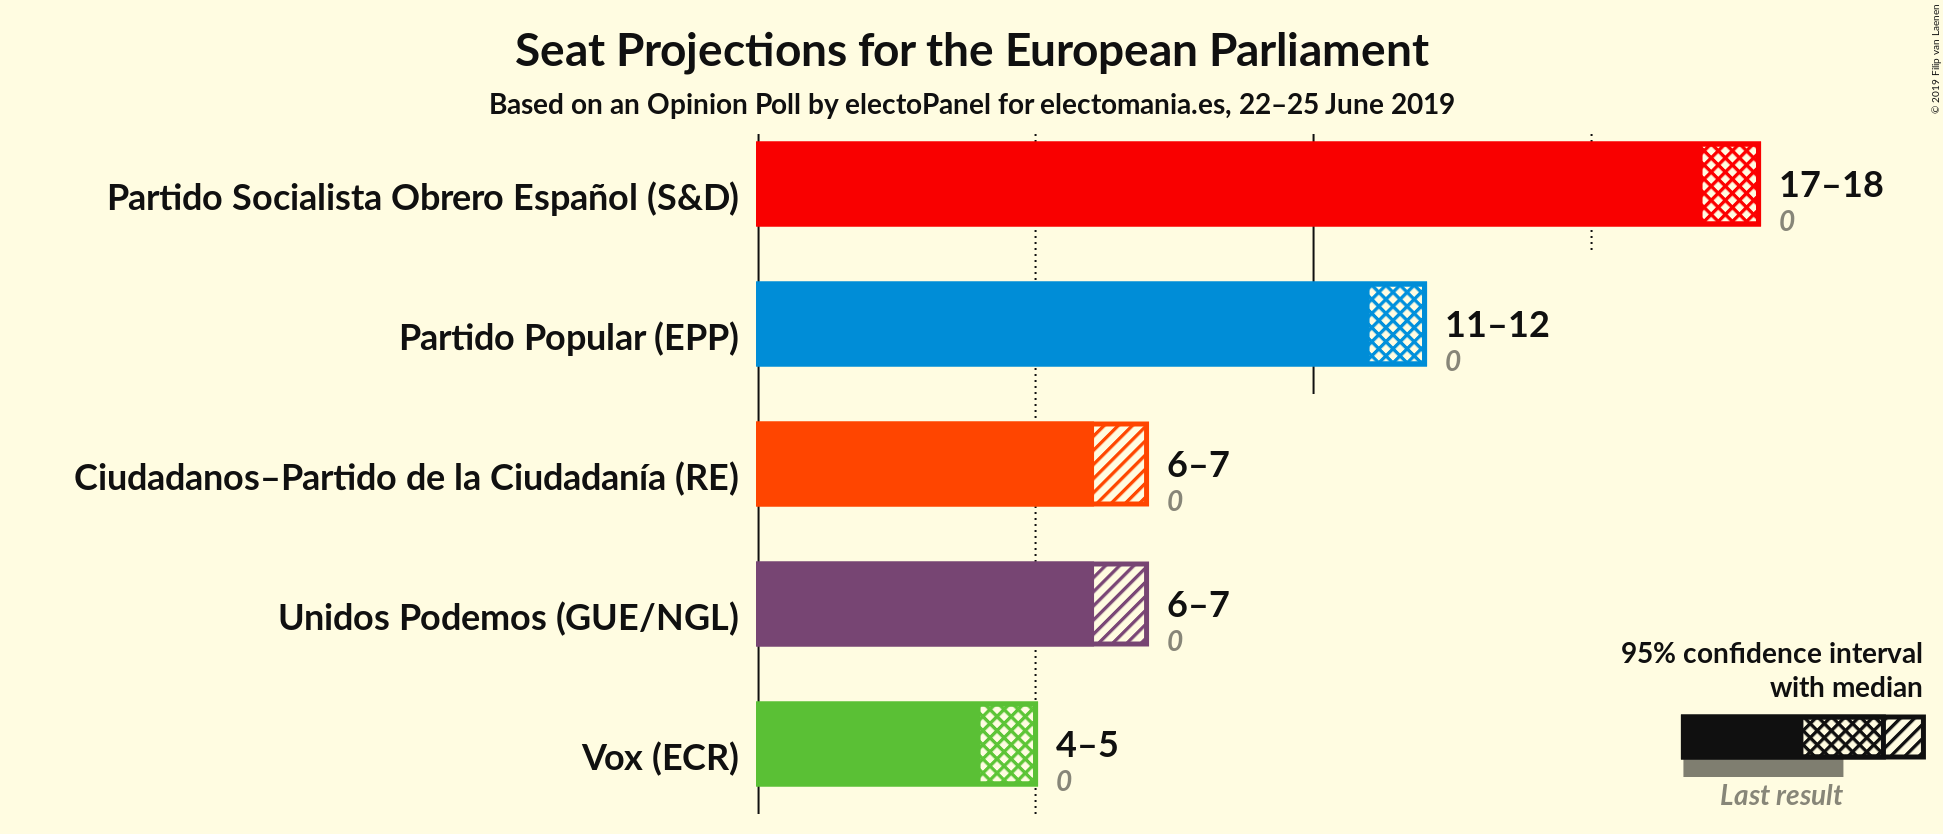 Seat Projections for the European Parliament
Based on an Opinion Poll by electoPanel for electomania.es, 22–25 June 2019
© 2019 Filip van Laenen
Partido Socialista Obrero Español (S&D)
17–18
0
Partido Popular (EPP)
11–12
0
Ciudadanos–Partido de la Ciudadanía (RE)
6–7
0
Unidos Podemos (GUE/NGL)
6–7
0
Vox (ECR)
4–5
0
95% confidence interval
with median
Last result